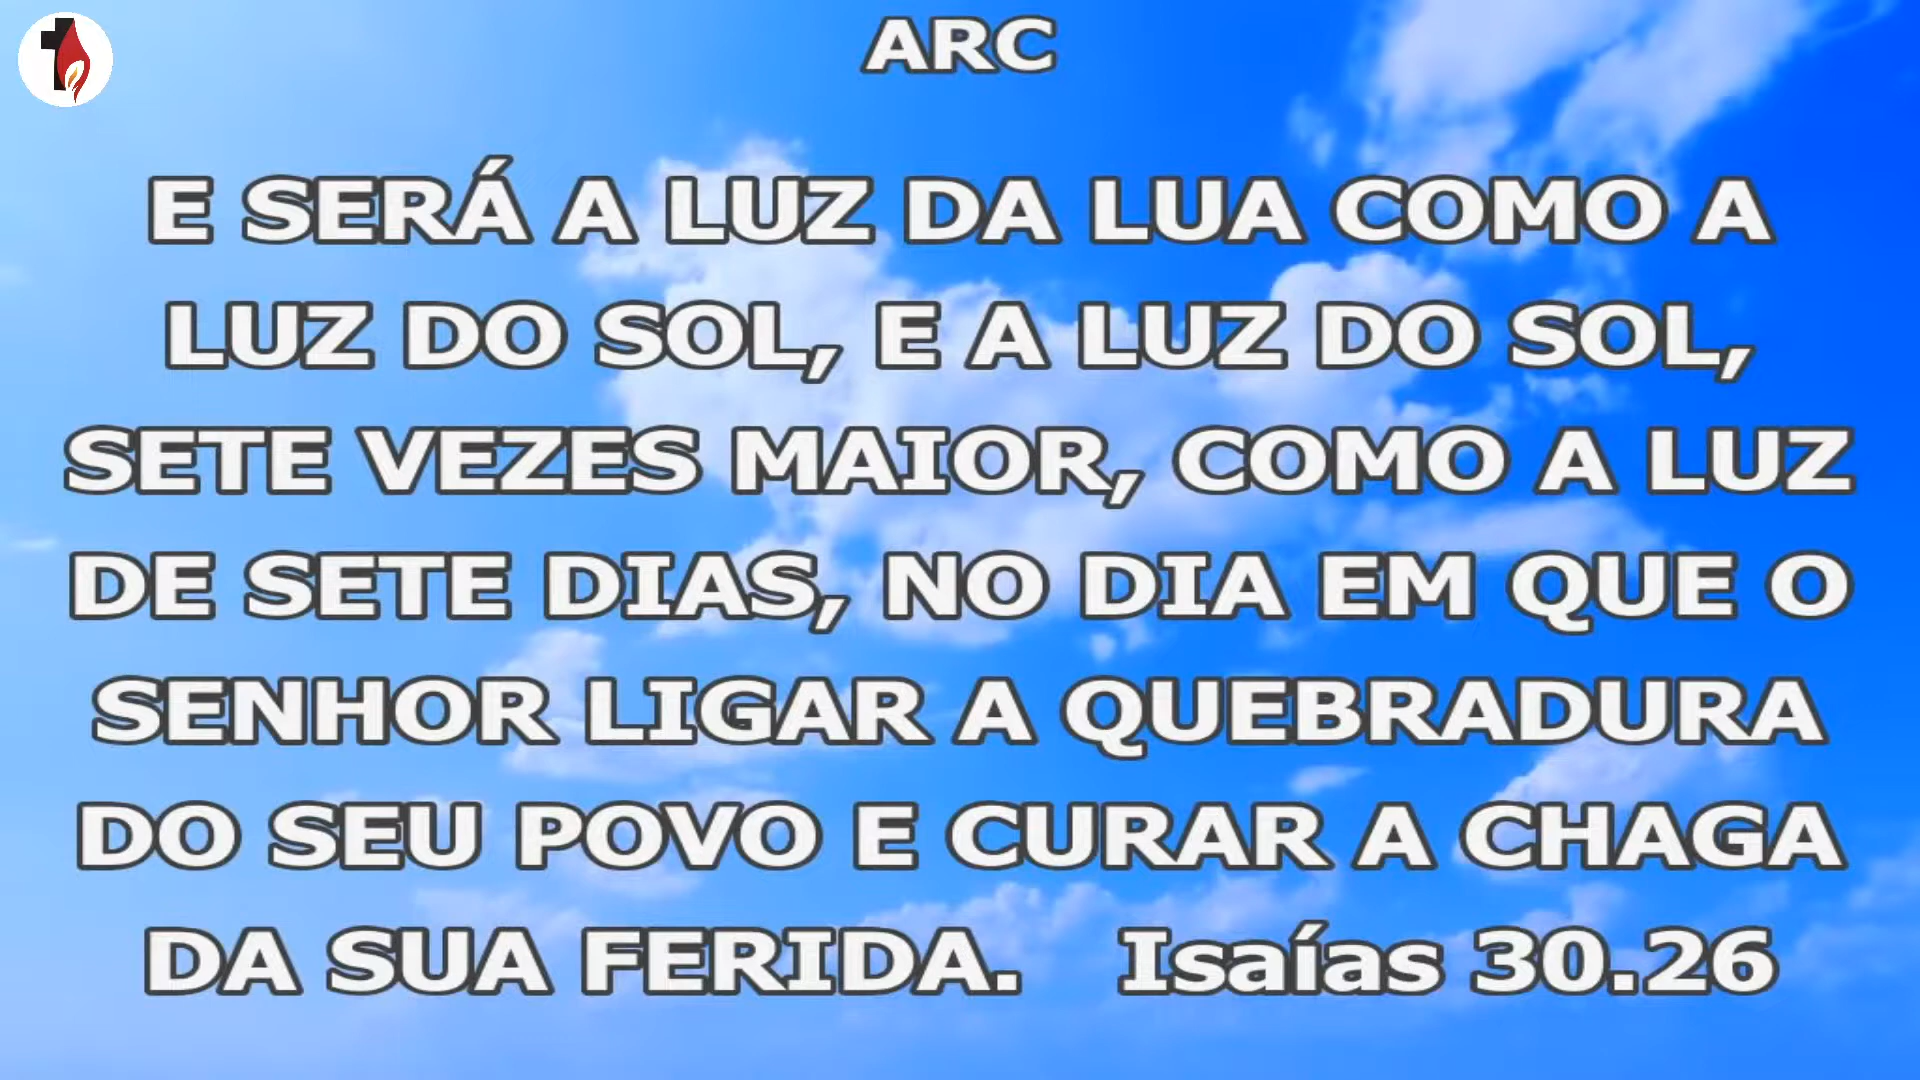 ARC
E SERÁ A LUZ DA LUA COMO A
LUZ DO SOL, E A LUZ DO SOL,
SETE VEZES MAIOR, COMO A LUZ
DE SETE DIAS, NO DIA EM QUE O
SENHOR LIGAR A QUEBRADURA
DO SEU POVO E CURAR A CHAGA
DA SUA FERIDA. Isaías 30.26